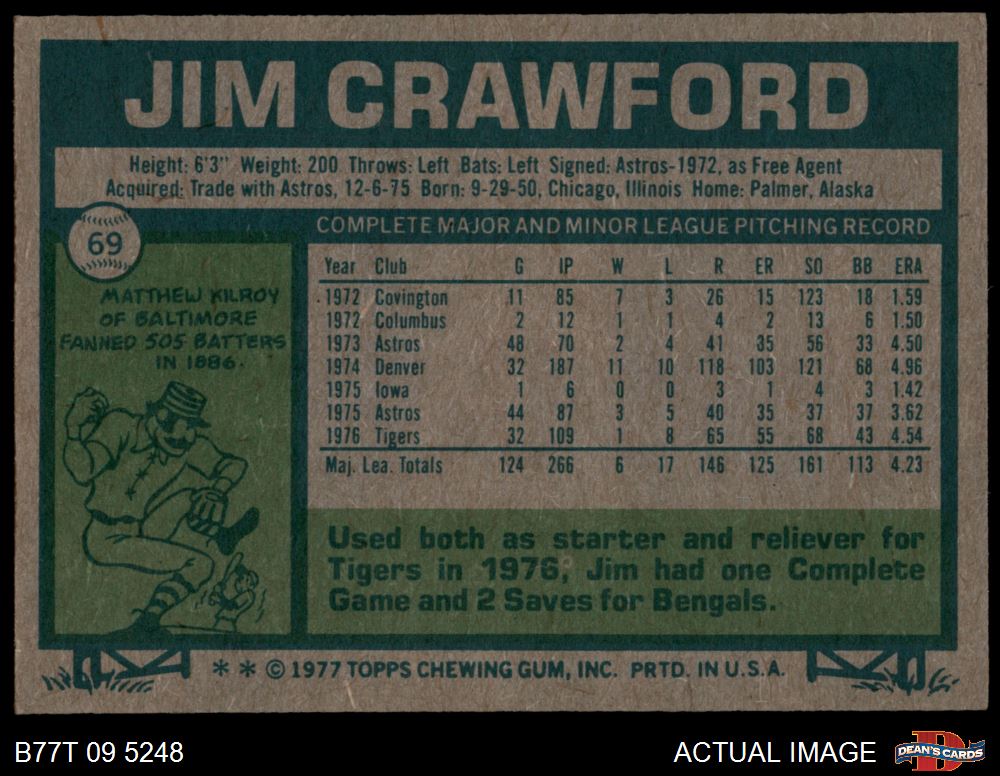 JIM CRAWFORD
Height: 6'3" Weight: 200 Throws: Left Bats: Left Signed: Astros-1972, as Free Agent
Acquired: Trade with Astros, 12-6-75 Born: 9-29-50, Chicago, Illinois Home: Palmer, Alaska
69
MATTHEW KILROY
OF BALTIMORE
FANNED 505 BATTERS
IN 1886.
COMPLETE MAJOR AND MINOR LEAGUE PITCHING RECORD
Year Club G IP W L R ER SO BB ERA
1972 Covington 11 85 7 3 26 15 123 18 1.59
1972 Columbus 2 12 1 1 4 2 13 6 1.50
1973 Astros 48 70 2 4 41 35 56 33 4.50
1974 Denver 32 187 11 10 118 103 121 68 4.96
1975 Iowa 1 6 0 0 3 1 4 3 1.42
1975 Astros 44 87 3 5 40 35 37 37 3.62
1976 Tigers 32 109 1 8 65 55 68 43 4.54
Maj. Lea. Totals 124 266 6 17 146 125 161 113 4.23
Used both as starter and reliever for
Tigers in 1976, Jim had one Complete
Game and 2 Saves for Bengals.
* * © 1977 TOPPS CHEWING GUM, INC. PRTD. IN U.S.A.
B77T 09 5248
ACTUAL IMAGE
DEAN'S CARDS